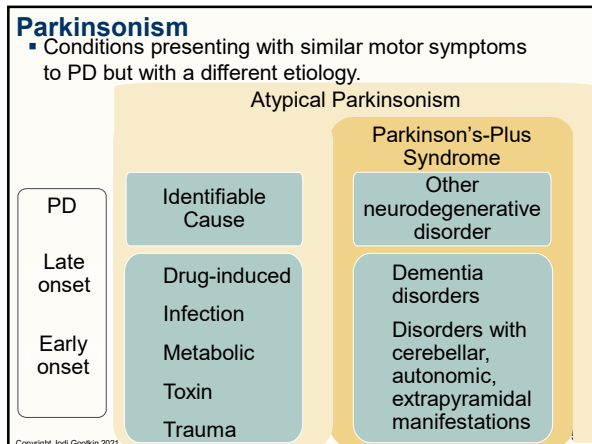 Parkinsonism
▪ Conditions presenting with similar motor symptoms
to PD but with a different etiology.
Atypical Parkinsonism
Parkinson's-Plus
Syndrome
PD
Late
onset
Early
onset
Identifiable
Cause
Drug-induced
Infection
Metabolic
Toxin
Trauma
Other
neurodegenerative
disorder
Dementia
disorders
Disorders with
cerebellar,
autonomic,
extrapyramidal
manifestations
Copyright Jodi Gootkin 2021